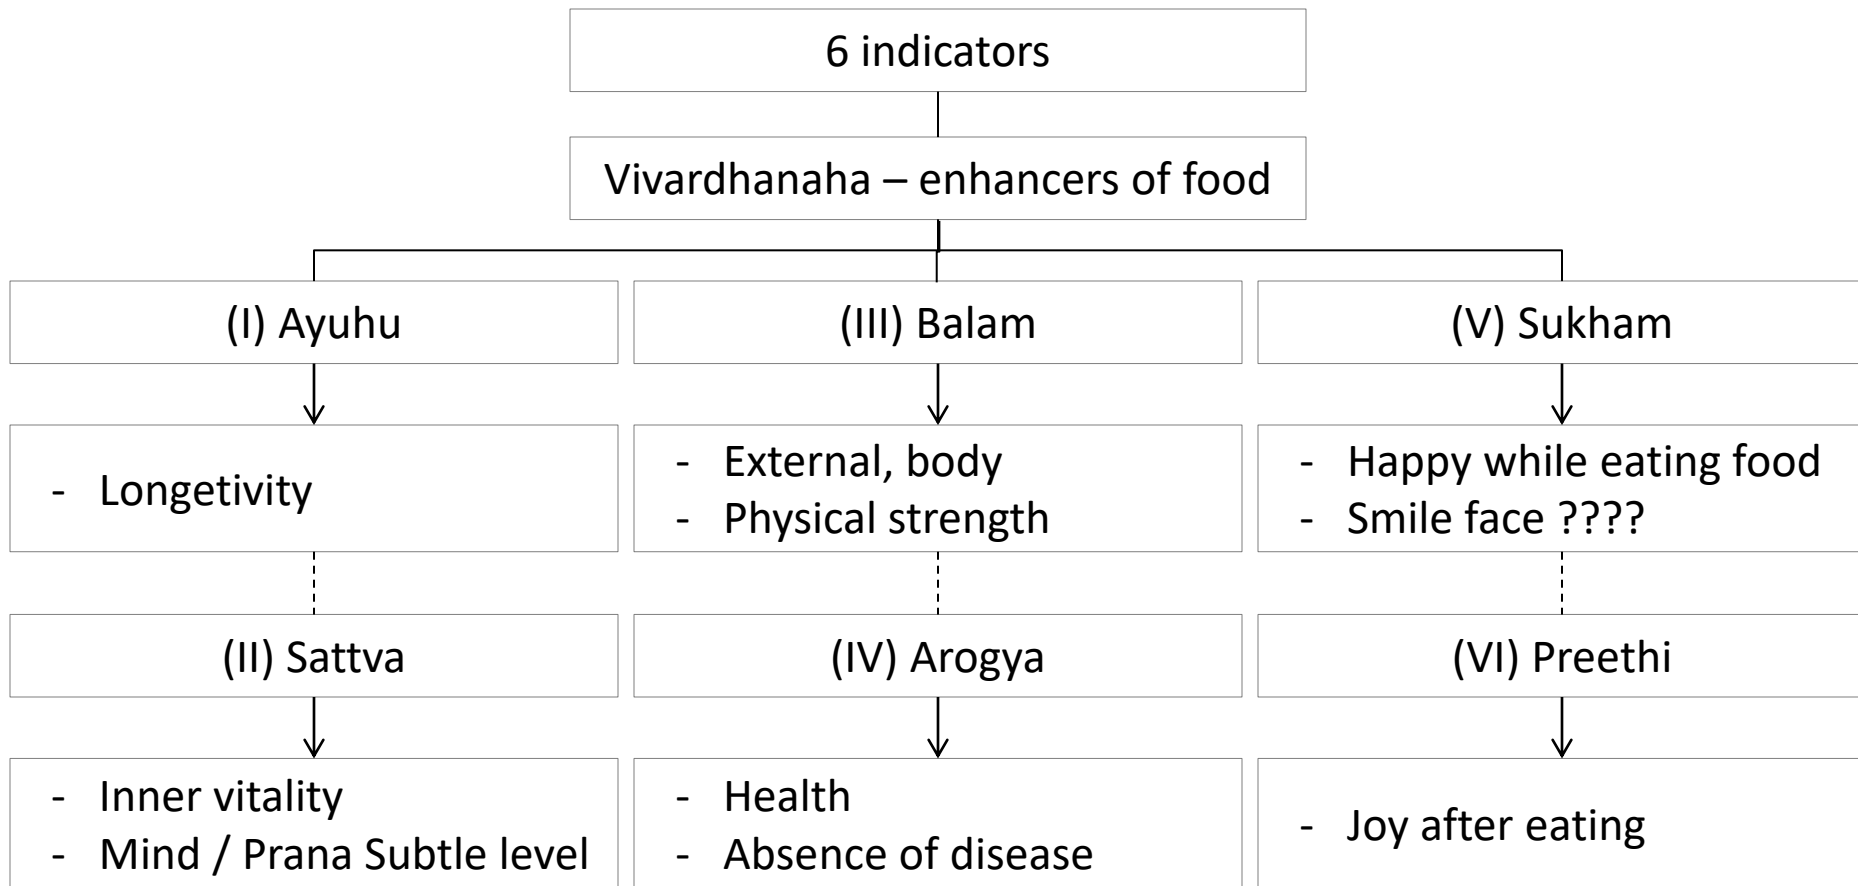 6 indicators
Vivardhanaha – enhancers of food
(I) Ayuhu
(III) Balam
(V) Sukham
- Longetivity
- External, body
- Physical strength
- Happy while eating food
- Smile face ????
(II) Sattva
(IV) Arogya
(VI) Preethi
- Inner vitality
- Mind / Prana Subtle level
- Health
- Absence of disease
- Joy after eating